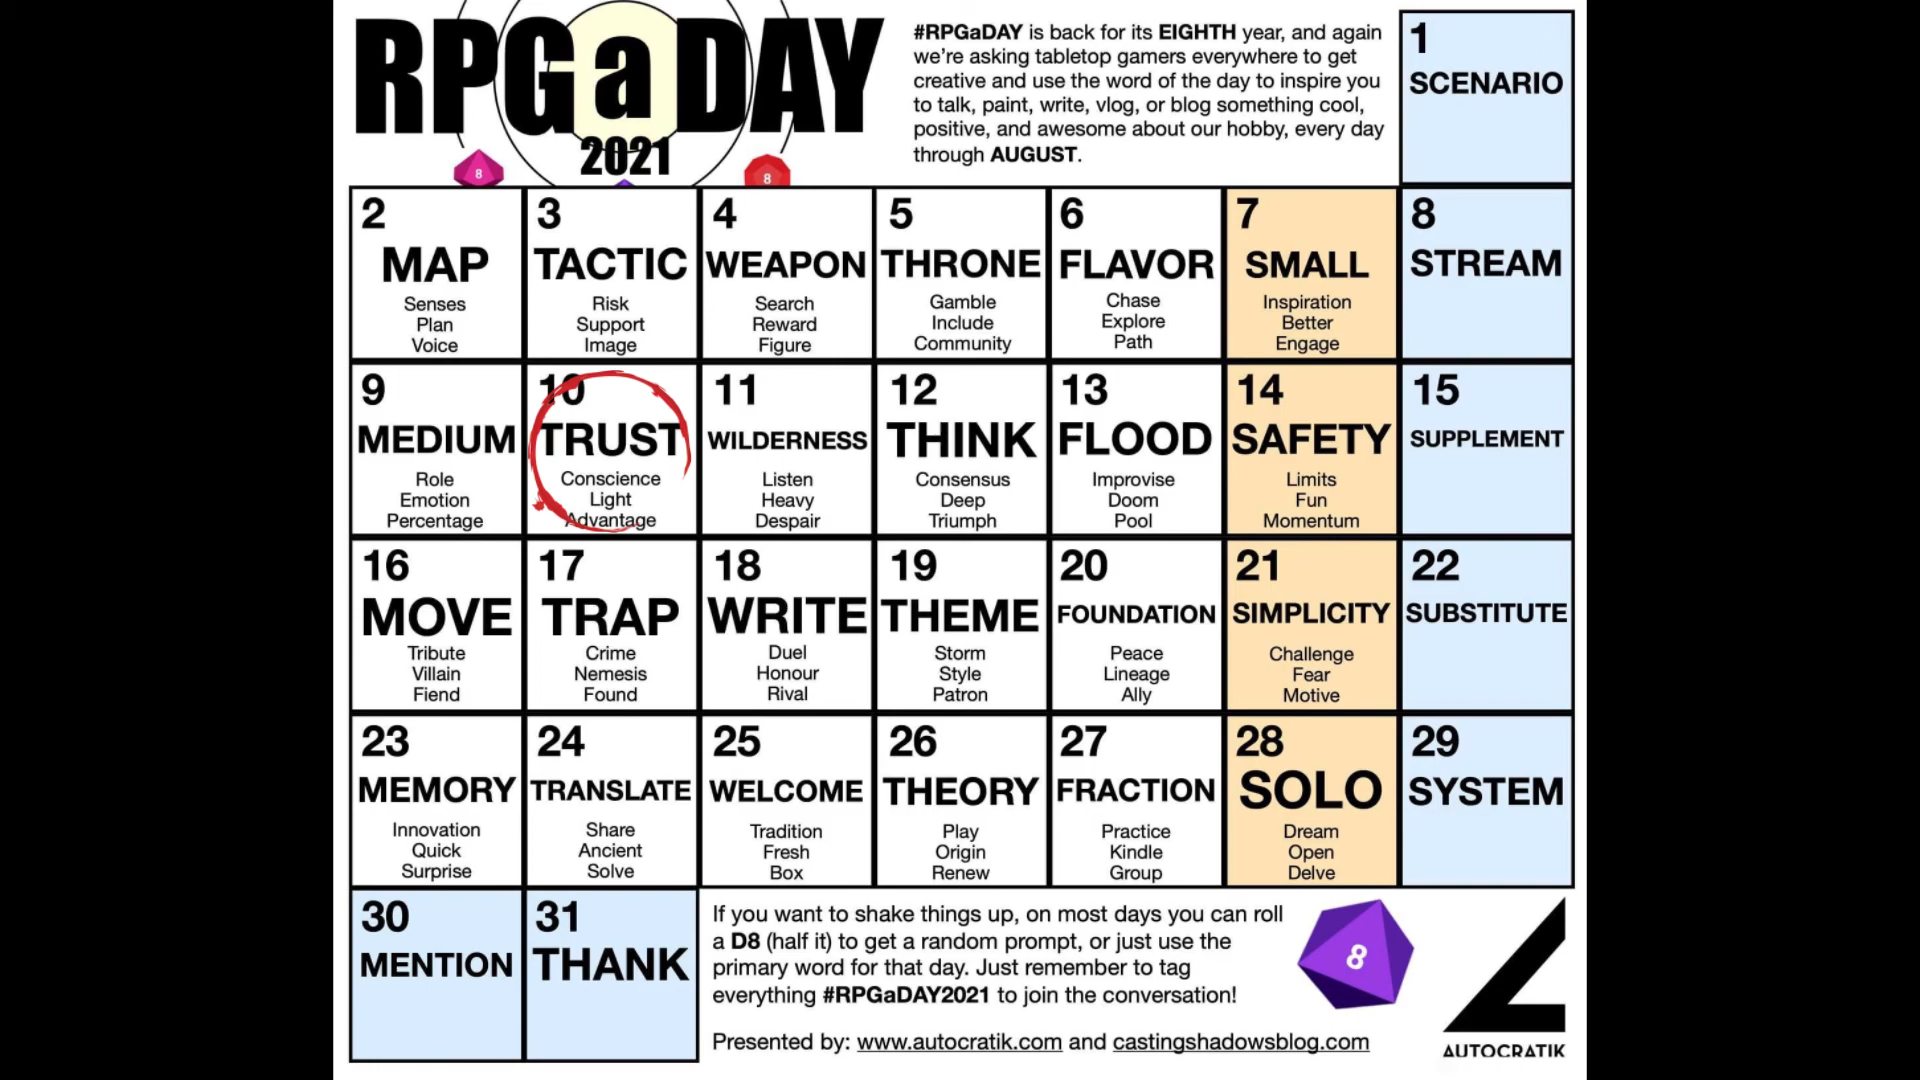 RPGaDAY
2021
8
8
#RPGaDAY is back for its EIGHTH year, and again
we're asking tabletop gamers everywhere to get
creative and use the word of the day to inspire you
to talk, paint, write, vlog, or blog something cool,
positive, and awesome about our hobby, every day
through AUGUST.
1
SCENARIO
2
MAP
Senses
Plan
Voice
3
TACTIC
Risk
Support
Image
4
WEAPON
Search
Reward
Figure
5
THRONE
Gamble
Include
Community
6
FLAVOR
Chase
Explore
Path
7
SMALL
Inspiration
Better
Engage
8
STREAM
9
MEDIUM
Role
Emotion
Percentage
10
TRUST
Conscience
Light
Advantage
11
WILDERNESS
Listen
Heavy
Despair
12
THINK
Consensus
Deep
Triumph
13
FLOOD
Improvise
Doom
Pool
14
SAFETY
Limits
Fun
Momentum
15
SUPPLEMENT
16
MOVE
Tribute
Villain
Fiend
17
TRAP
Crime
Nemesis
Found
18
WRITE
Duel
Honour
Rival
19
THEME
Storm
Style
Patron
20
FOUNDATION
Peace
Lineage
Ally
21
SIMPLICITY
Challenge
Fear
Motive
22
SUBSTITUTE
23
MEMORY
Innovation
Quick
Surprise
24
TRANSLATE
Share
Ancient
Solve
25
WELCOME
Tradition
Fresh
Box
26
THEORY
Play
Origin
Renew
27
FRACTION
Practice
Kindle
Group
28
SOLO
Dream
Open
Delve
29
SYSTEM
30
MENTION
31
THANK
If you want to shake things up, on most days you can roll
a D8 (half it) to get a random prompt, or just use the
primary word for that day. Just remember to tag
everything #RPGaDAY2021 to join the conversation!
Presented by: www.autocratik.com and castingshadowsblog.com
8
AUTOCRATIK